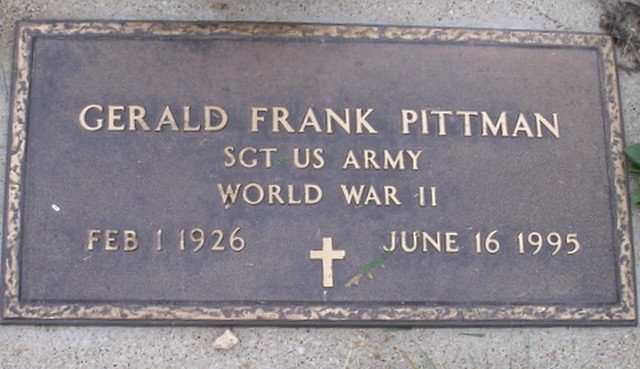 GERALD FRANK PITTMAN
SGT US ARMY
WORLD WAR II
FEB 1 1926 JUNE 16 1995